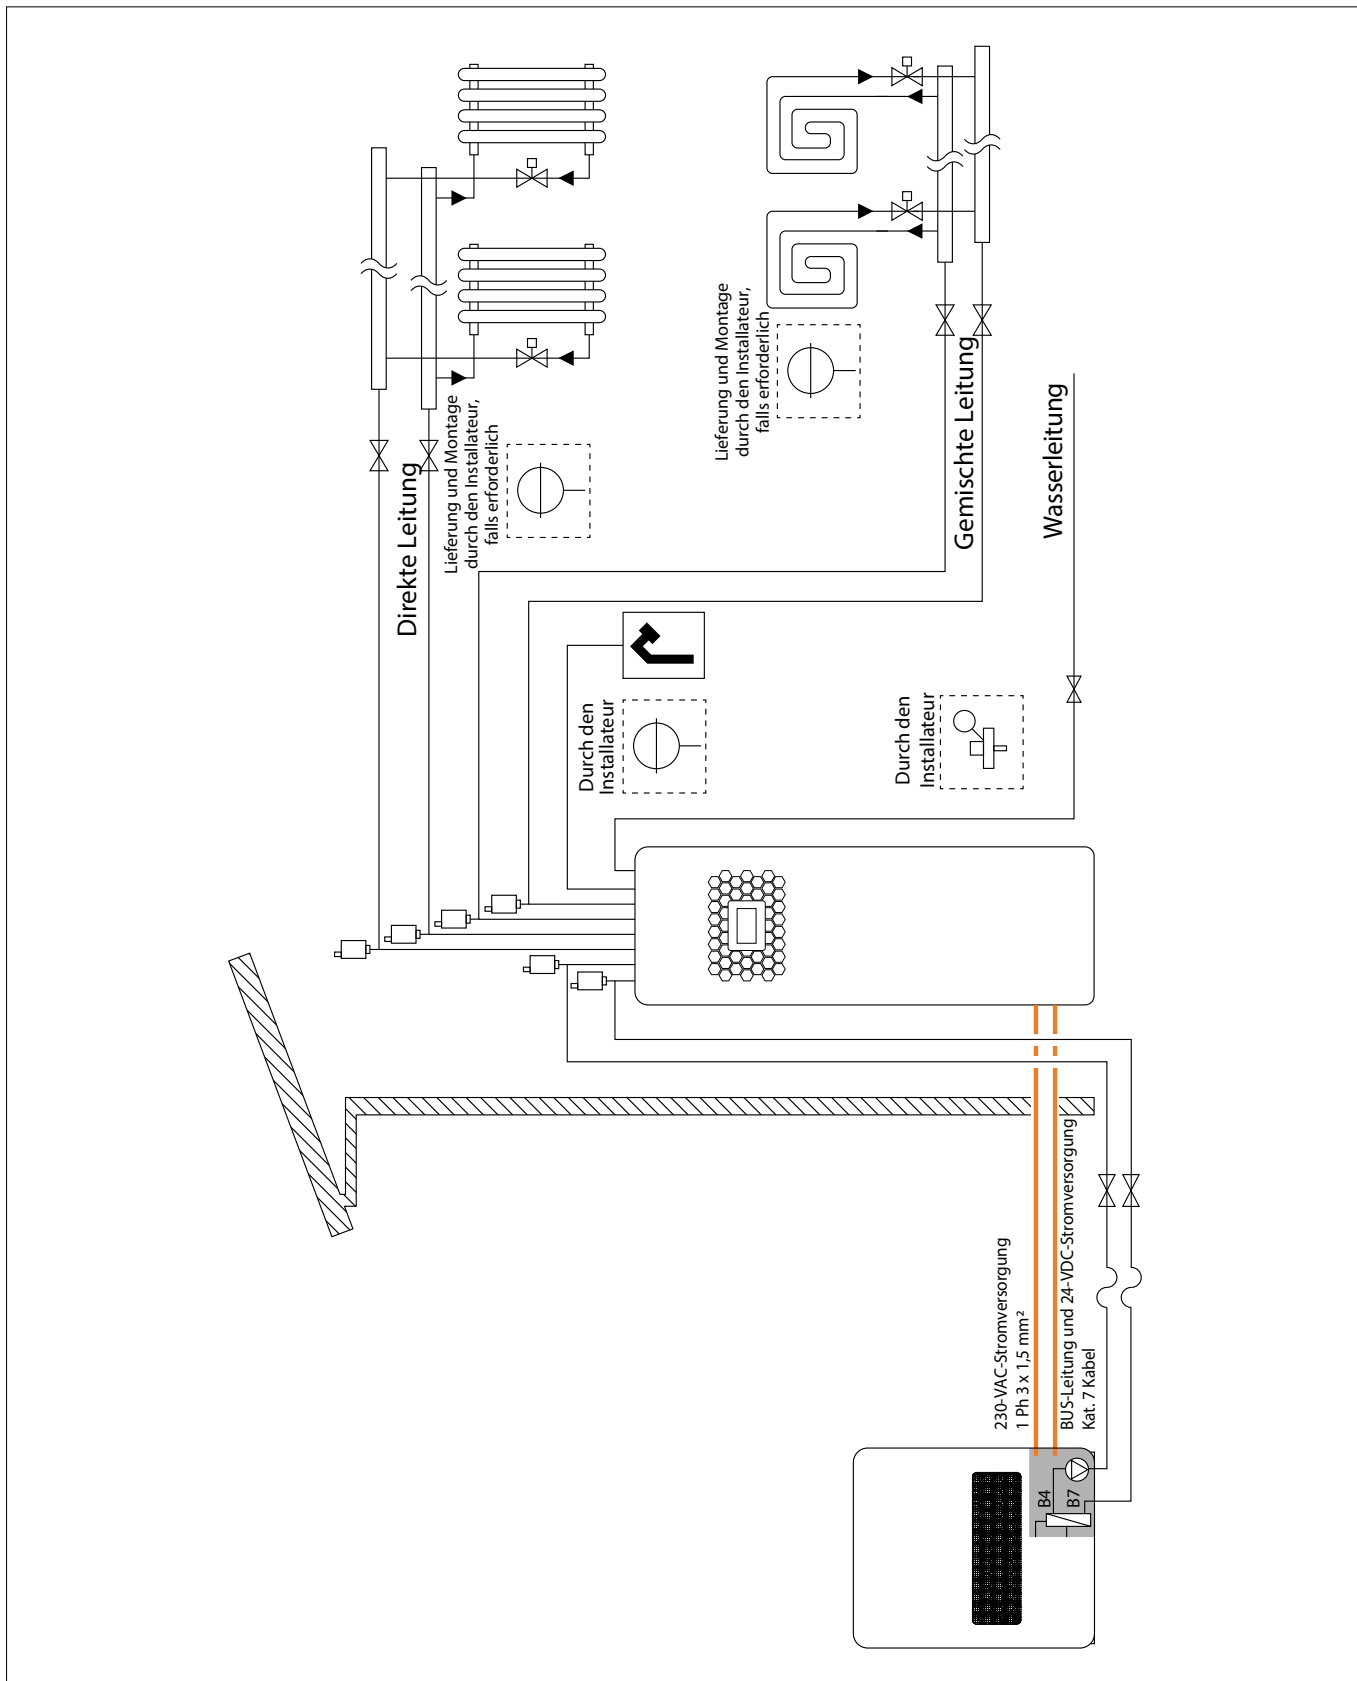 Direkte Leitung
Lieferung und Montage
durch den Installateur,
falls erforderlich
Lieferung und Montage
durch den Installateur,
falls erforderlich
Gemischte Leitung
Wasserleitung
Durch den
Installateur
Durch den
Installateur
230-VAC-Stromversorgung
1 Ph 3 x 1,5 mm²
BUS-Leitung und 24-VDC-Stromversorgung
Kat. 7 Kabel
B4
B7